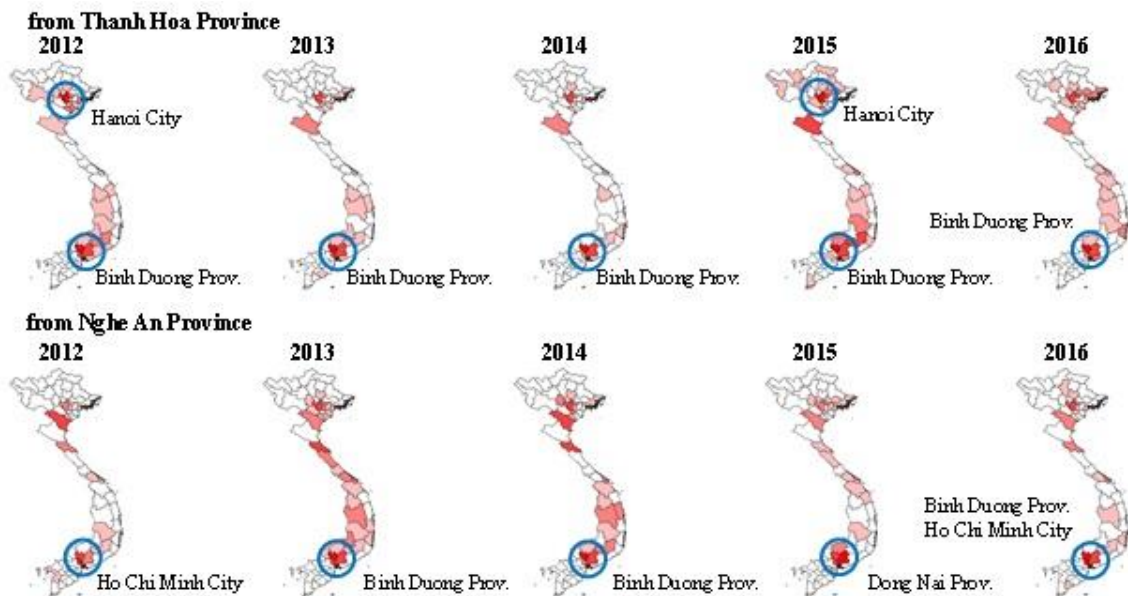 from Thanh Hoa Province
2012 2013 2014 2015 2016
Hanoi City
Hanoi City
Binh Duong Prov.
Binh Duong Prov.
Binh Duong Prov.
Binh Duong Prov.
Binh Duong Prov.
from Nghe An Province
2012 2013 2014 2015 2016
Binh Duong Prov.
Ho Chi Minh City
Ho Chi Minh City
Binh Duong Prov.
Binh Duong Prov.
Dong Nai Prov.